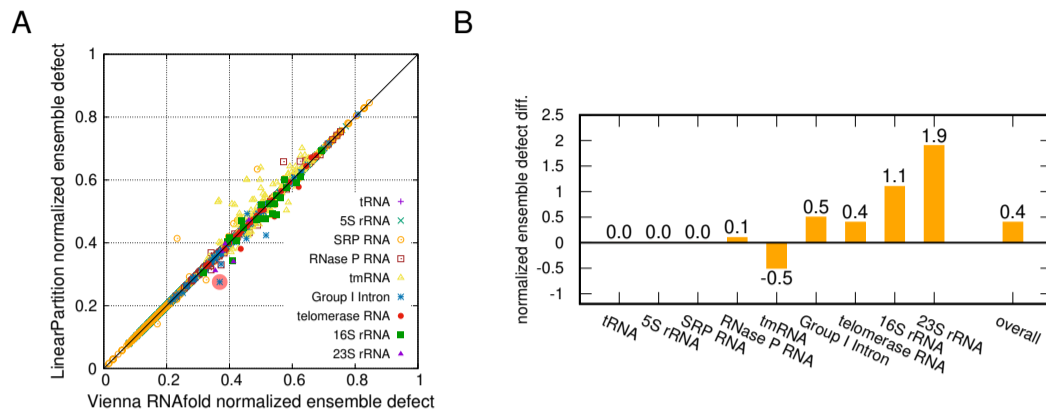 A
LinearPartition normalized ensemble defect
1
0.8
0.6
0.4
0.2
0
0 0.2 0.4 0.6 0.8 1
Vienna RNAfold normalized ensemble defect
tRNA
5S rRNA
SRP RNA
RNase P RNA
tmRNA
Group I Intron
telomerase RNA
16S rRNA
23S rRNA
B
normalized ensemble defect diff.
2.5
2
1.5
1
0.5
0
-0.5
-1
0.0 0.0 0.0 0.1 -0.5 0.5 0.4 1.1 1.9 0.4
tRNA
5S rRNA
SRP RNA
RNase P RNA
tmRNA
Group I Intron
telomerase RNA
16S rRNA
23S rRNA
overall